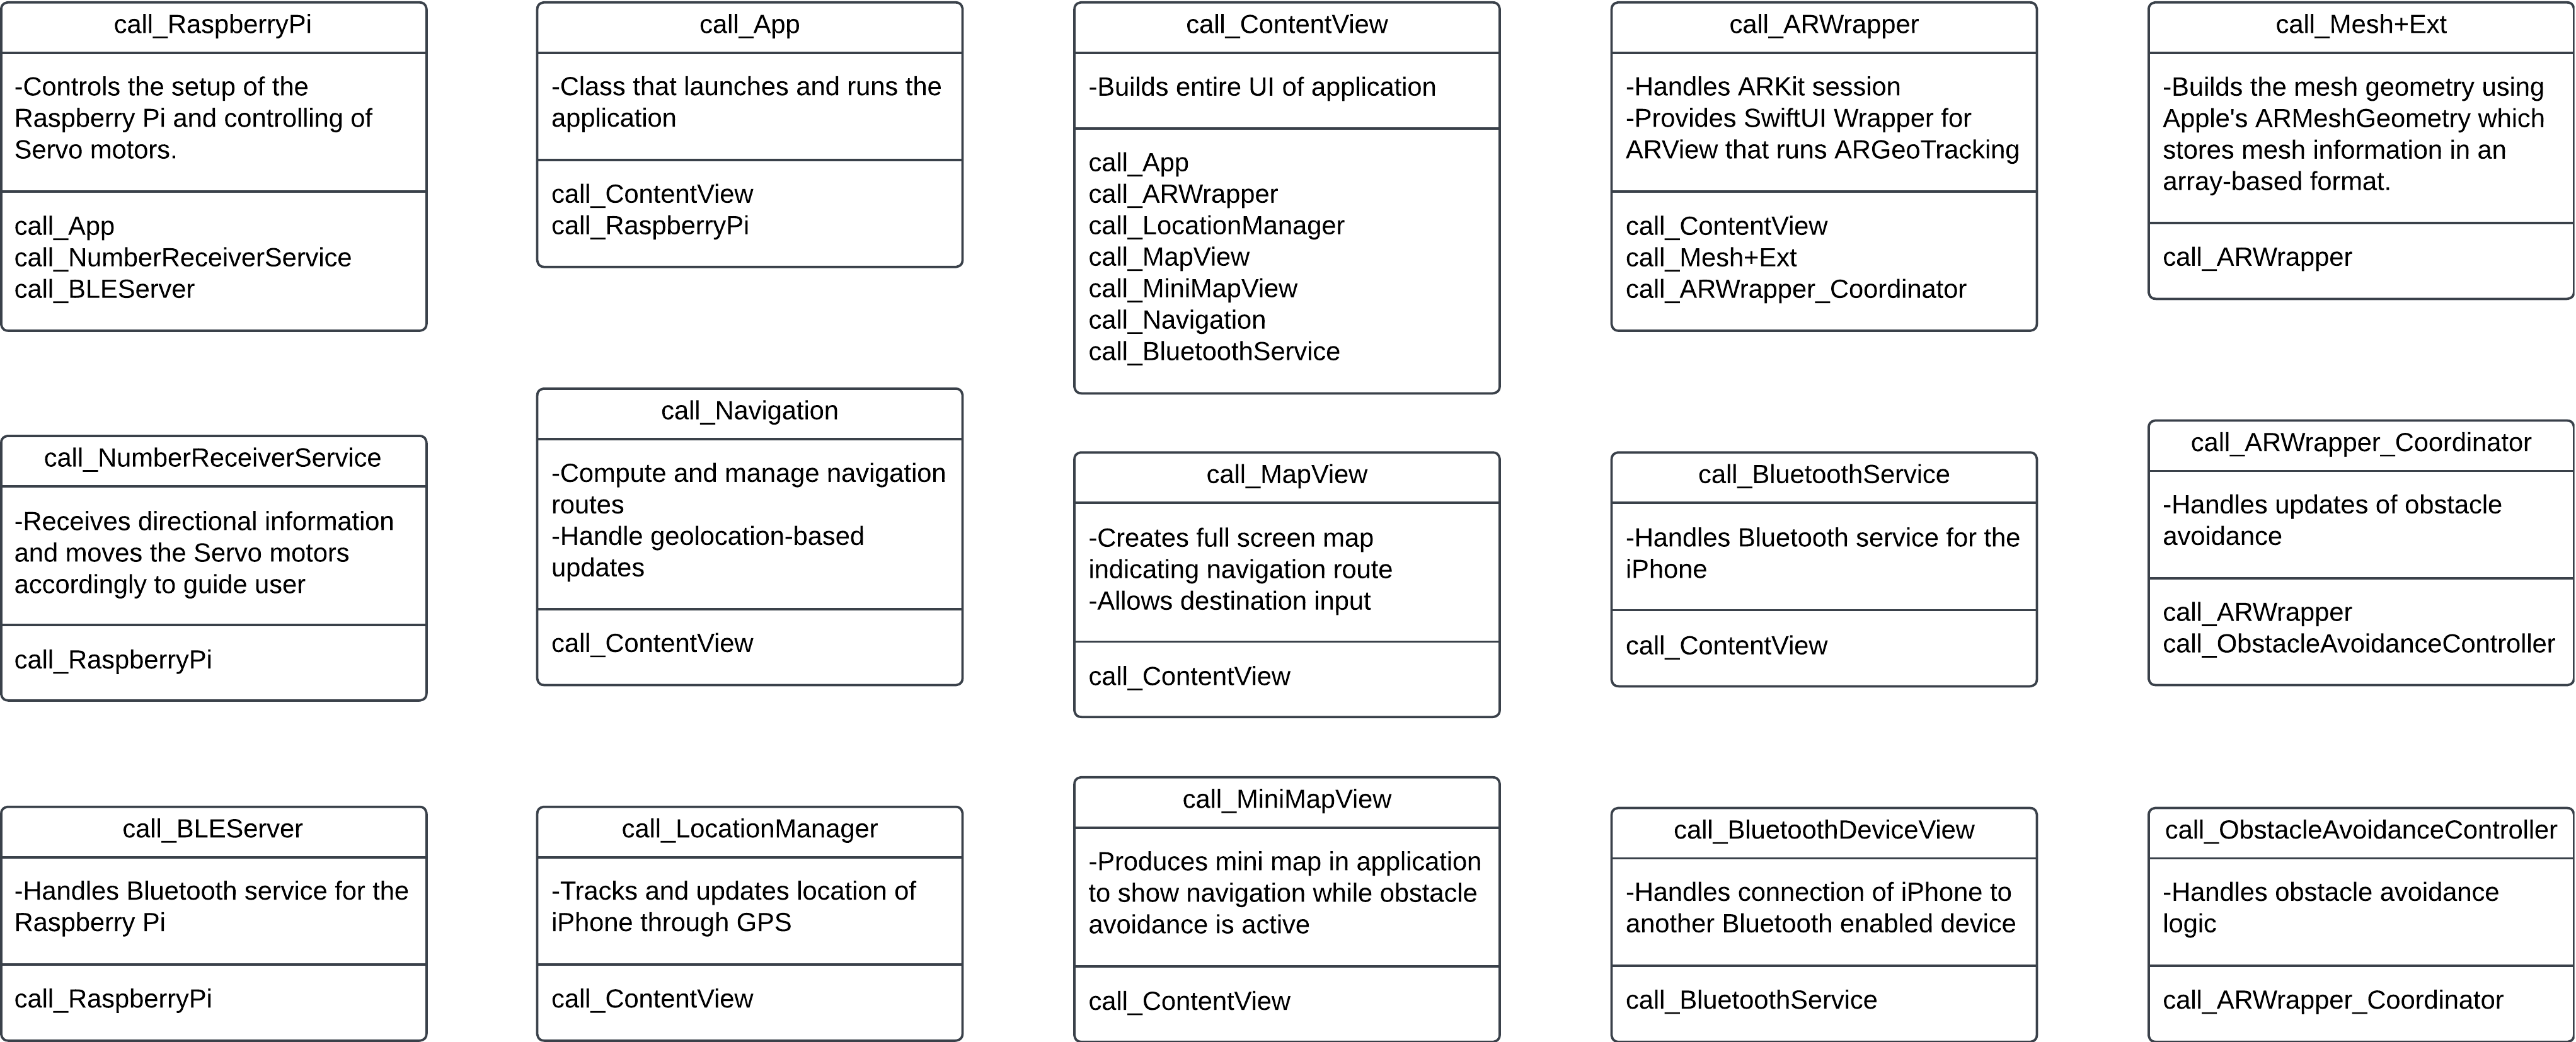 call_RaspberryPi
-Controls the setup of the
Raspberry Pi and controlling of
Servo motors.
call_App
call_NumberReceiverService
call_BLEServer
call_App
-Class that launches and runs the
application
call_ContentView
call_RaspberryPi
call_ContentView
-Builds entire UI of application
call_App
call_ARWrapper
call_LocationManager
call_MapView
call_MiniMapView
call_Navigation
call_BluetoothService
call_ARWrapper
-Handles ARKit session
-Provides SwiftUI Wrapper for
ARView that runs ARGeoTracking
call_ContentView
call_Mesh+Ext
call_ARWrapper_Coordinator
call_Mesh+Ext
-Builds the mesh geometry using
Apple's ARMeshGeometry which
stores mesh information in an
array-based format.
call_ARWrapper
call_NumberReceiverService
-Receives directional information
and moves the Servo motors
accordingly to guide user
call_RaspberryPi
call_Navigation
-Compute and manage navigation
routes
-Handle geolocation-based
updates
call_ContentView
call_MapView
-Creates full screen map
indicating navigation route
-Allows destination input
call_ContentView
call_BluetoothService
-Handles Bluetooth service for the
iPhone
call_ContentView
call_ARWrapper_Coordinator
-Handles updates of obstacle
avoidance
call_ARWrapper
call_ObstacleAvoidanceController
call_BLEServer
-Handles Bluetooth service for the
Raspberry Pi
call_RaspberryPi
call_LocationManager
-Tracks and updates location of
iPhone through GPS
call_ContentView
call_MiniMapView
-Produces mini map in application
to show navigation while obstacle
avoidance is active
call_ContentView
call_BluetoothDeviceView
-Handles connection of iPhone to
another Bluetooth enabled device
call_BluetoothService
call_ObstacleAvoidanceController
-Handles obstacle avoidance
logic
call_ARWrapper_Coordinator